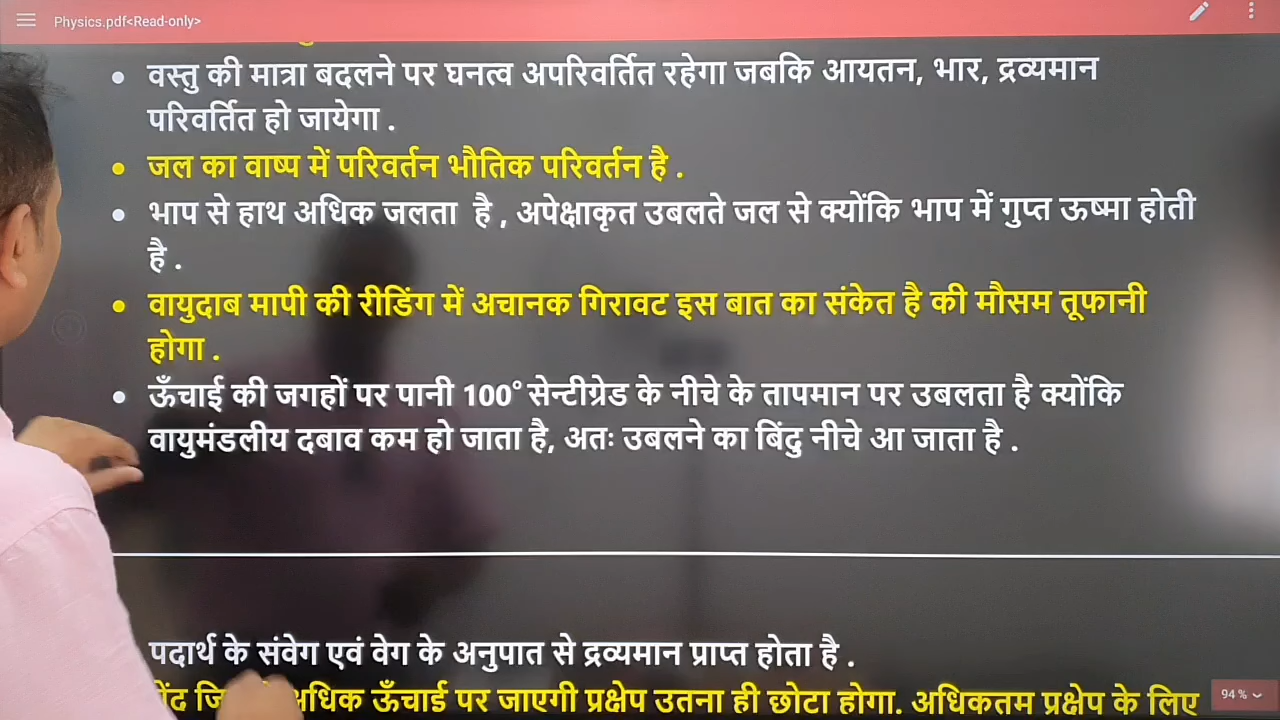 Physics.pdf<Read-only>
वस्तु की मात्रा बदलने पर घनत्व अपरिवर्तित रहेगा जबकि आयतन, भार, द्रव्यमान
परिवर्तित हो जायेगा .
जल का वाष्प में परिवर्तन भौतिक परिवर्तन है .
भाप से हाथ अधिक जलता है , अपेक्षाकृत उबलते जल से क्योंकि भाप में गुप्त ऊष्मा होती
है .
वायुदाब मापी की रीडिंग में अचानक गिरावट इस बात का संकेत है की मौसम तूफानी
होगा .
ऊँचाई की जगहों पर पानी 100° सेन्टीग्रेड के नीचे के तापमान पर उबलता है क्योंकि
वायुमंडलीय दबाव कम हो जाता है, अतः उबलने का बिंदु नीचे आ जाता है .
पदार्थ के संवेग एवं वेग के अनुपात से द्रव्यमान प्राप्त होता है .
अधिक ऊँचाई पर जाएगी प्रक्षेप उतना ही छोटा होगा. अधिकतम प्रक्षेप के लिए
94 %